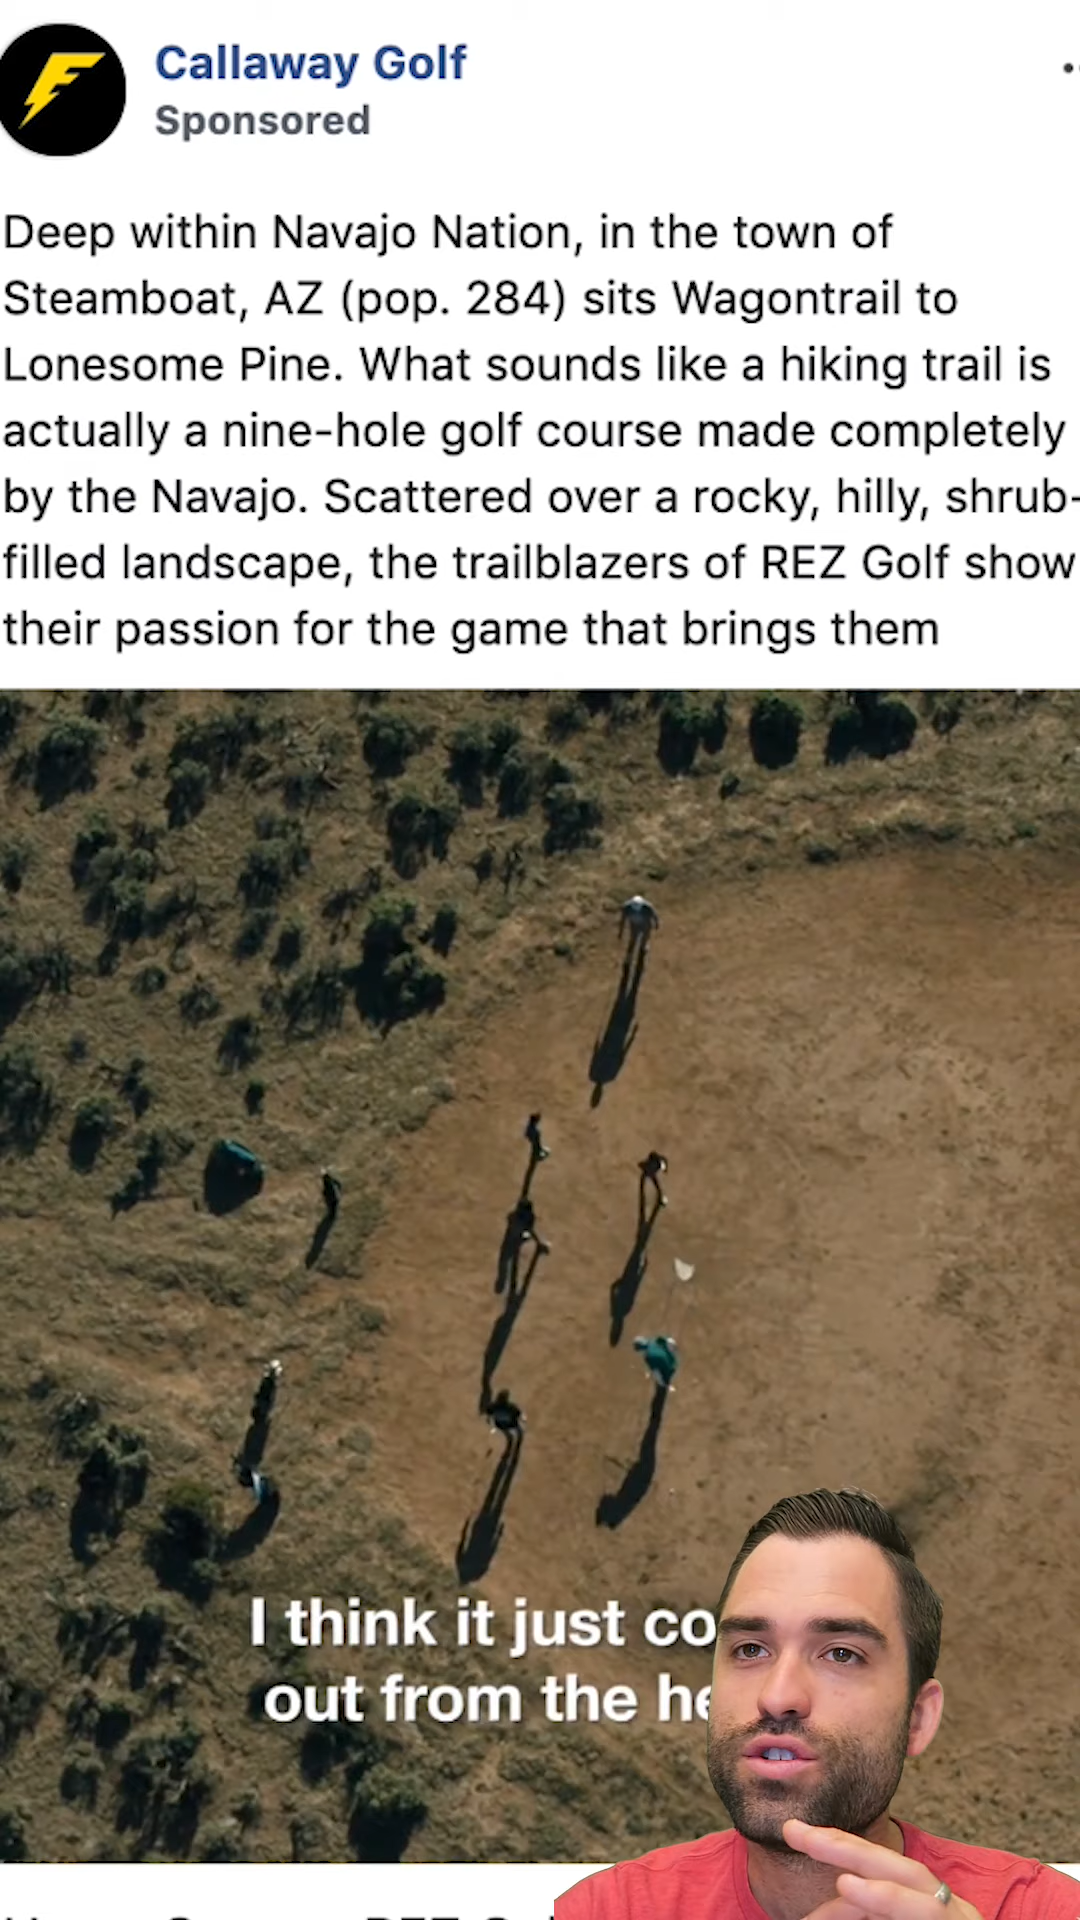 Callaway Golf
Sponsored
Deep within Navajo Nation, in the town of
Steamboat, AZ (pop. 284) sits Wagontrail to
Lonesome Pine. What sounds like a hiking trail is
actually a nine-hole golf course made completely
by the Navajo. Scattered over a rocky, hilly, shrub-
filled landscape, the trailblazers of REZ Golf show
their passion for the game that brings them
I think it just co
out from the he